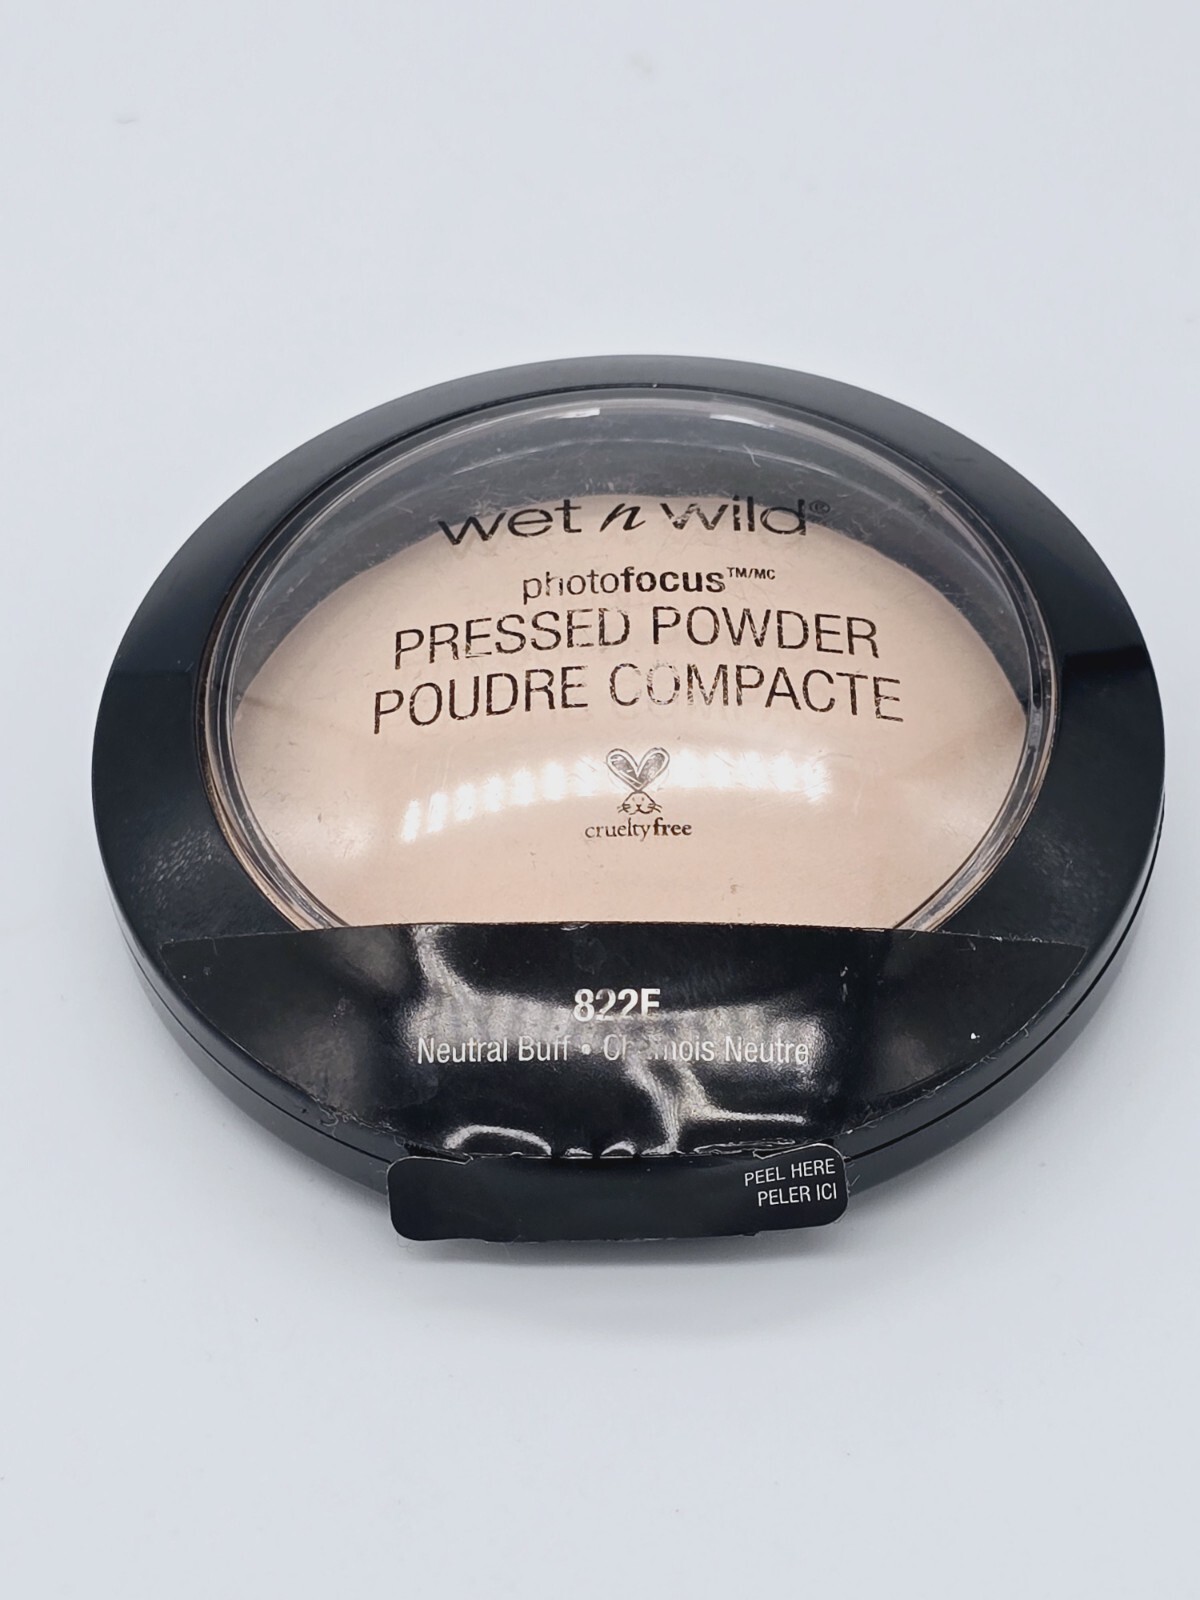 wet n wild®
photofocus™/MC
PRESSED POWDER
POUDRE COMPACTE
crueltyfree
822E
Neutral Buff • Chamois Neutre
PEEL HERE
PELER ICI